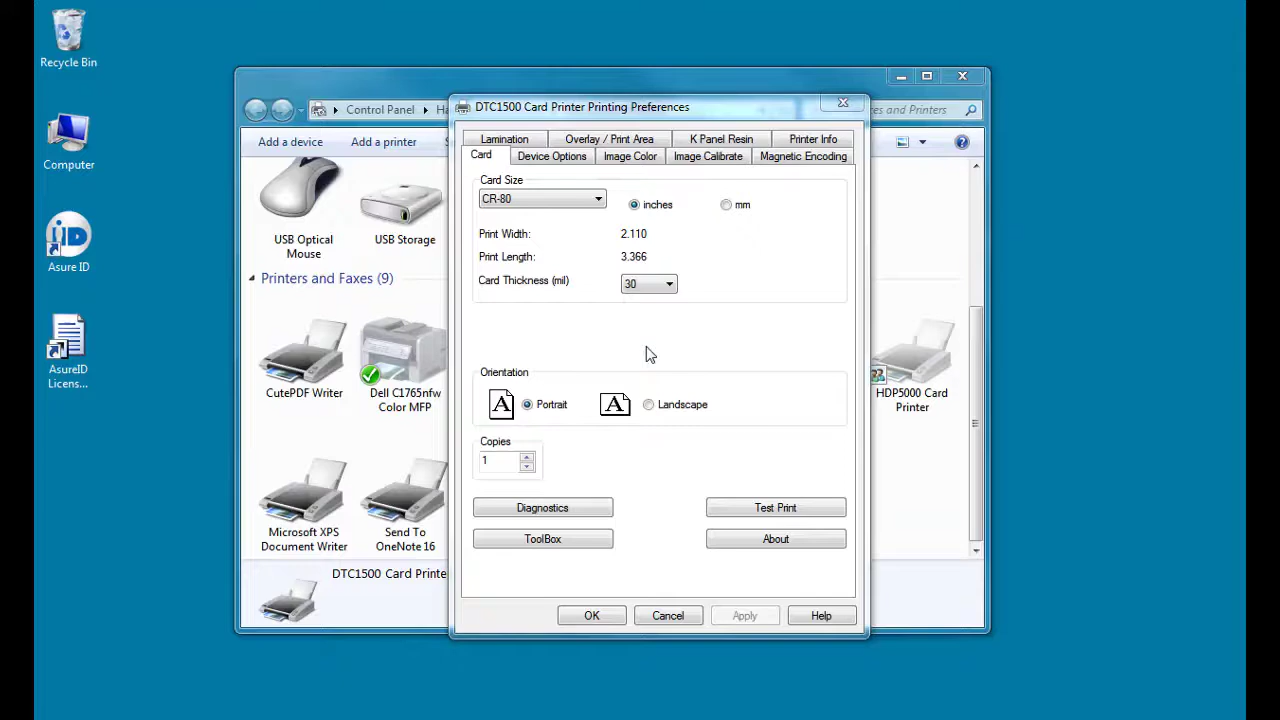 Recycle Bin
Computer
iD
Asure ID
AsureID
Licens...
Control Panel
Ha
ices and Printers
Add a device
Add a printer
USB Optical
Mouse
USB Storage
Printers and Faxes (9)
CutePDF Writer
Dell C1765nfw
Color MFP
HDP5000 Card
Printer
Microsoft XPS
Document Writer
Send To
OneNote 16
DTC1500 Card Printe
DTC1500 Card Printer Printing Preferences
Lamination
Overlay / Print Area
K Panel Resin
Printer Info
Card
Device Options
Image Color
Image Calibrate
Magnetic Encoding
Card Size
CR-80
inches
mm
Print Width:
2.110
Print Length:
3.366
Card Thickness (mil)
30
Orientation
A
Portrait
A
Landscape
Copies
1
Diagnostics
Test Print
ToolBox
About
OK
Cancel
Apply
Help